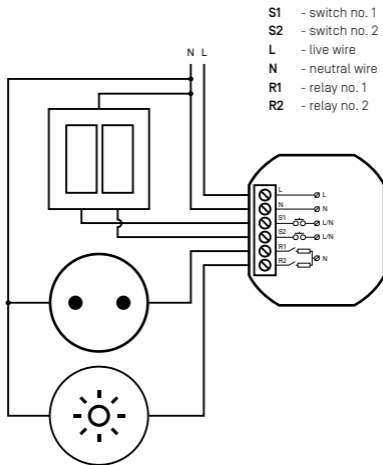 S1 - switch no. 1
S2 - switch no. 2
L - live wire
N - neutral wire
R1 - relay no. 1
R2 - relay no. 2
N L
L L
N N
S1 L/N
S2 L/N
R1
N
R2